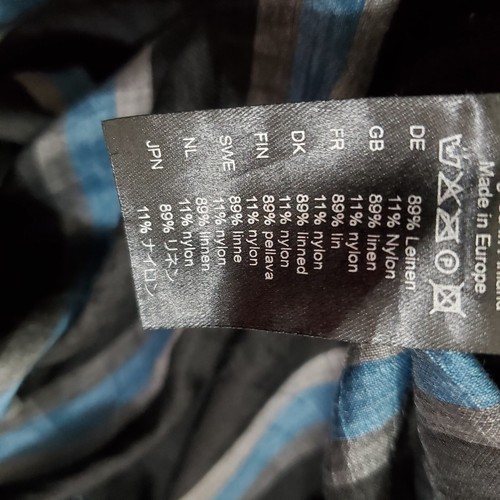 Made in Europe
DE 89% Leinen
11% Nylon
GB 89% linen
11% nylon
FR 89% lin
11% nylon
DK 89% linned
11% nylon
FIN 89% pellava
11% nylon
SWE 89% linne
11% nylon
NL 89% linnen
11% nylon
JPN 89% リネン
11% ナイロン